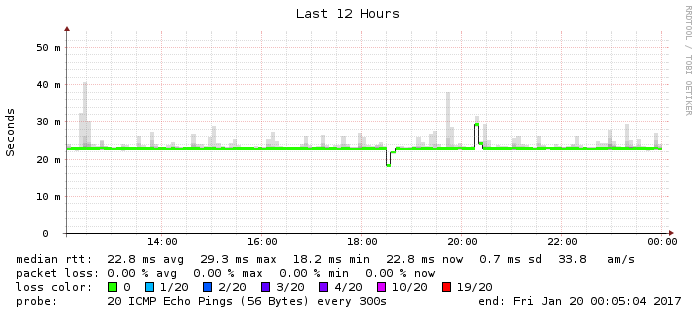 Last 12 Hours
RRDTOOL / TOBI OETIKER
Seconds
50 m
40 m
30 m
20 m
10 m
0
14:00 16:00 18:00 20:00 22:00 00:00
median rtt: 22.8 ms avg 29.3 ms max 18.2 ms min 22.8 ms now 0.7 ms sd 33.8 am/s
packet loss: 0.00 % avg 0.00 % max 0.00 % min 0.00 % now
loss color: 0 1/20 2/20 3/20 4/20 10/20 19/20
probe: 20 ICMP Echo Pings (56 Bytes) every 300s end: Fri Jan 20 00:05:04 2017